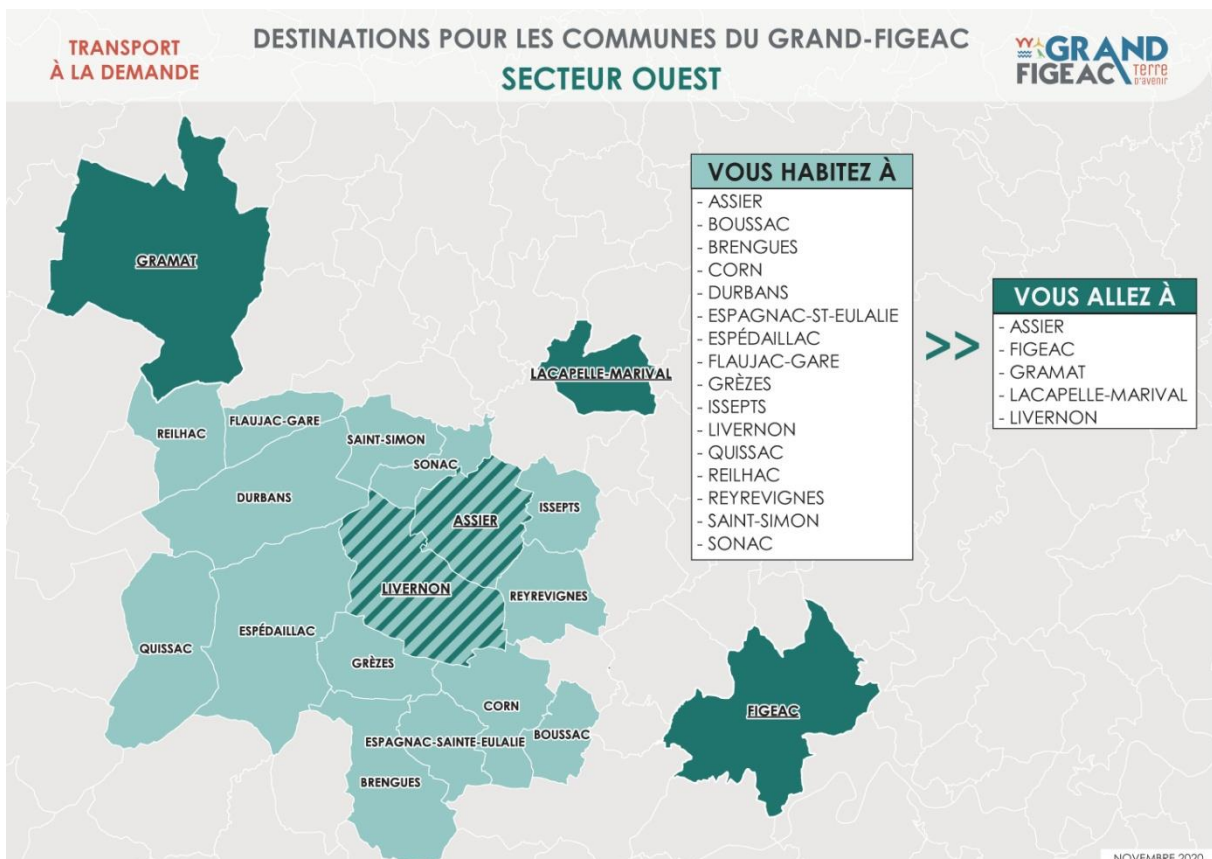 TRANSPORT
À LA DEMANDE
DESTINATIONS POUR LES COMMUNES DU GRAND-FIGEAC
SECTEUR OUEST
GRAND
FIGEAC
Terre
d'avenir
VOUS HABITEZ À
- ASSIER
- BOUSSAC
- BRENGUES
- CORN
- DURBANS
- ESPAGNAC-ST-EULALIE
- ESPÉDAILLAC
- FLAUJAC-GARE
- GRÈZES
- ISSEPTS
- LIVERNON
- QUISSAC
- REILHAC
- REYREVIGNES
- SAINT-SIMON
- SONAC
>>
VOUS ALLEZ À
- ASSIER
- FIGEAC
- GRAMAT
- LACAPELLE-MARIVAL
- LIVERNON
GRAMAT
LACAPELLE-MARIVAL
REILHAC
FLAUJAC-GARE
SAINT-SIMON
SONAC
DURBANS
ASSIER
ISSEPTS
LIVERNON
REYREVIGNES
ESPÉDAILLAC
QUISSAC
GRÈZES
CORN
FIGEAC
BOUSSAC
ESPAGNAC-SAINTE-EULALIE
BRENGUES
NOVEMBRE 2020